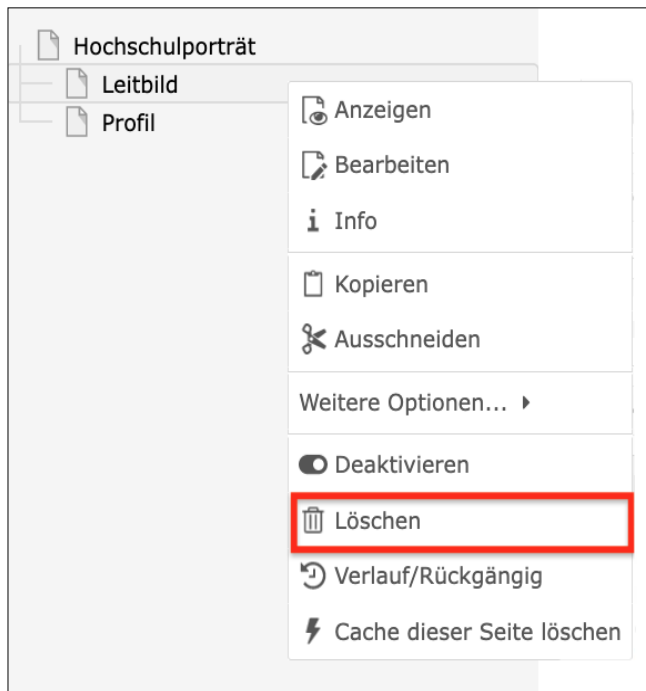 Hochschulporträt
Leitbild
Profil
Anzeigen
Bearbeiten
Info
Kopieren
Ausschneiden
Weitere Optionen...
Deaktivieren
Löschen
Verlauf/Rückgängig
Cache dieser Seite löschen